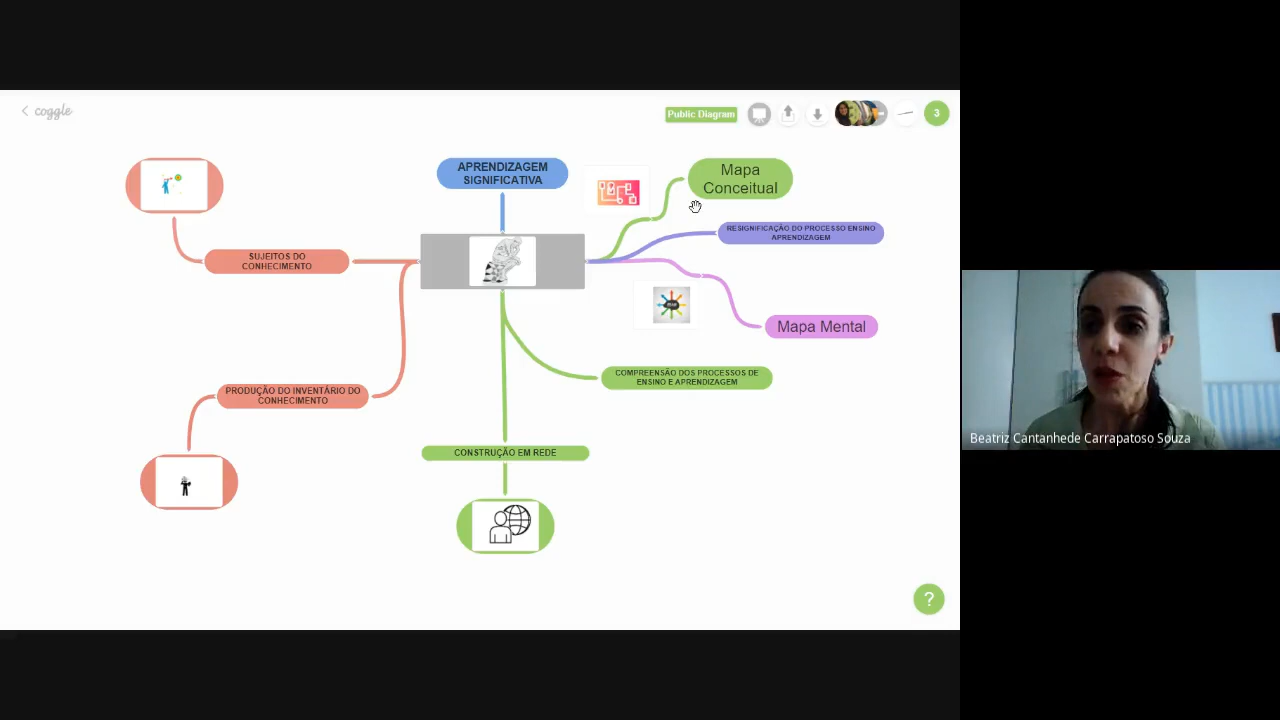 coggle
Public Diagram
3
APRENDIZAGEM
SIGNIFICATIVA
Mapa
Conceitual
RESIGNIFICAÇÃO DO PROCESSO ENSINO
APRENDIZAGEM
SUJEITOS DO
CONHECIMENTO
Mapa Mental
COMPREENSÃO DOS PROCESSOS DE
ENSINO E APRENDIZAGEM
PRODUÇÃO DO INVENTÁRIO DO
CONHECIMENTO
CONSTRUÇÃO EM REDE
?
Beatriz Cantanhede Carrapatoso Souza